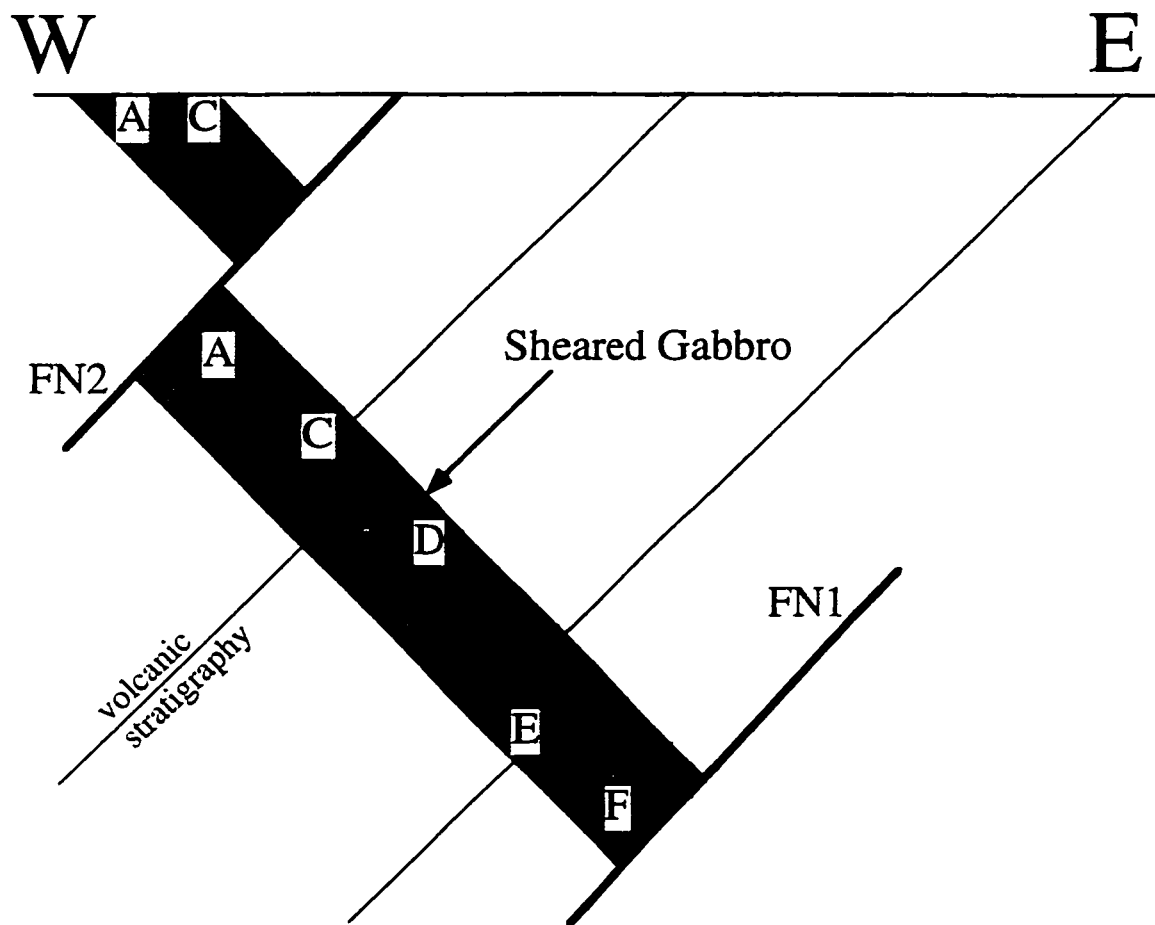 W E
A C
Sheared Gabbro
A
FN2
C
D
FN1
volcanic
stratigraphy
E
F